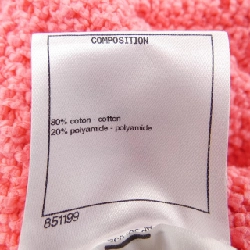 COMPOSITION
80% coton - cotton
20% polyamide - polyamide
851199